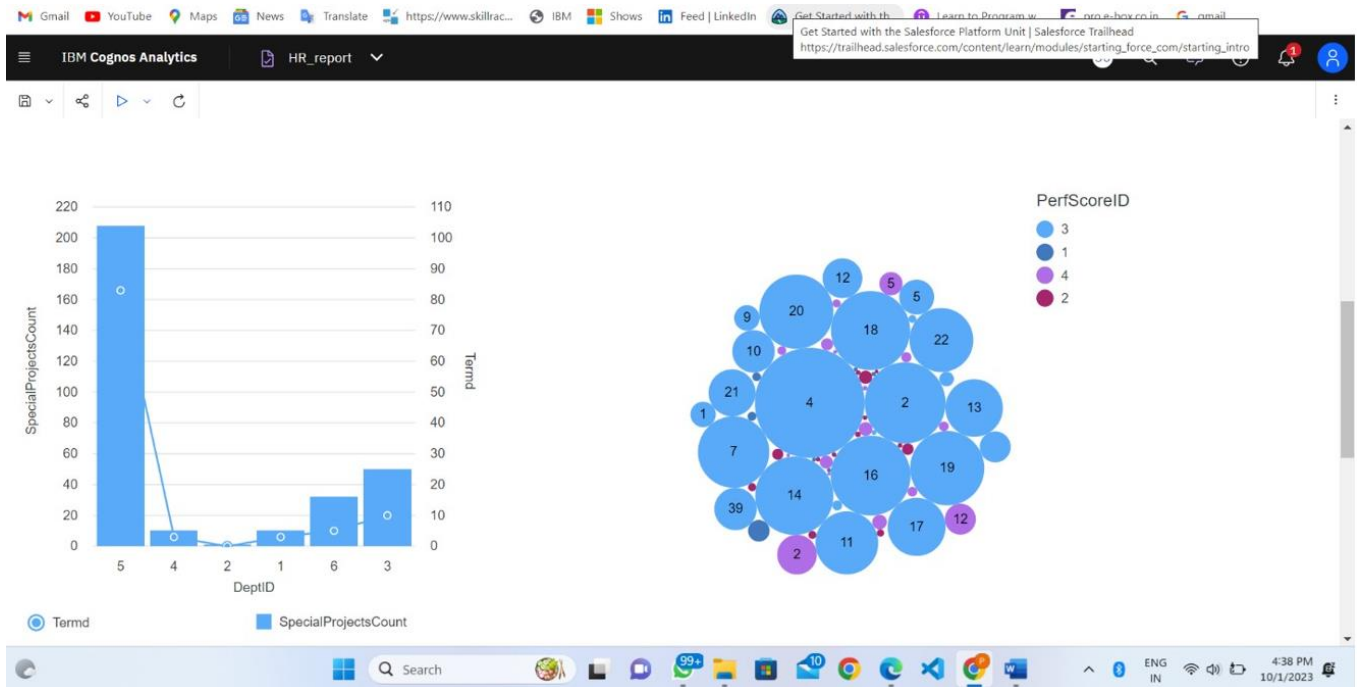 Gmail YouTube Maps News Translate https://www.skillrac... IBM Shows Feed | LinkedIn Get Started with th
Get Started with the Salesforce Platform Unit | Salesforce Trailhead
https://trailhead.salesforce.com/content/learn/modules/starting_force_com/starting_intro
IBM Cognos Analytics HR_report 1
220 110
200 100
180 90
160 80
140 70
120 60
100 50
80 40
60 30
40 20
20 10
0 0
SpecialProjectsCount
Termd
5 4 2 1 6 3
DeptID
Termd SpecialProjectsCount
PerfScoreID
3
1
4
2
12 5 5
20 9 18 22
10
21 4 2 13
1
7 16 19
14
39 17 12
11
2
Search 99+ 10 ENG 4:38 PM
IN 10/1/2023